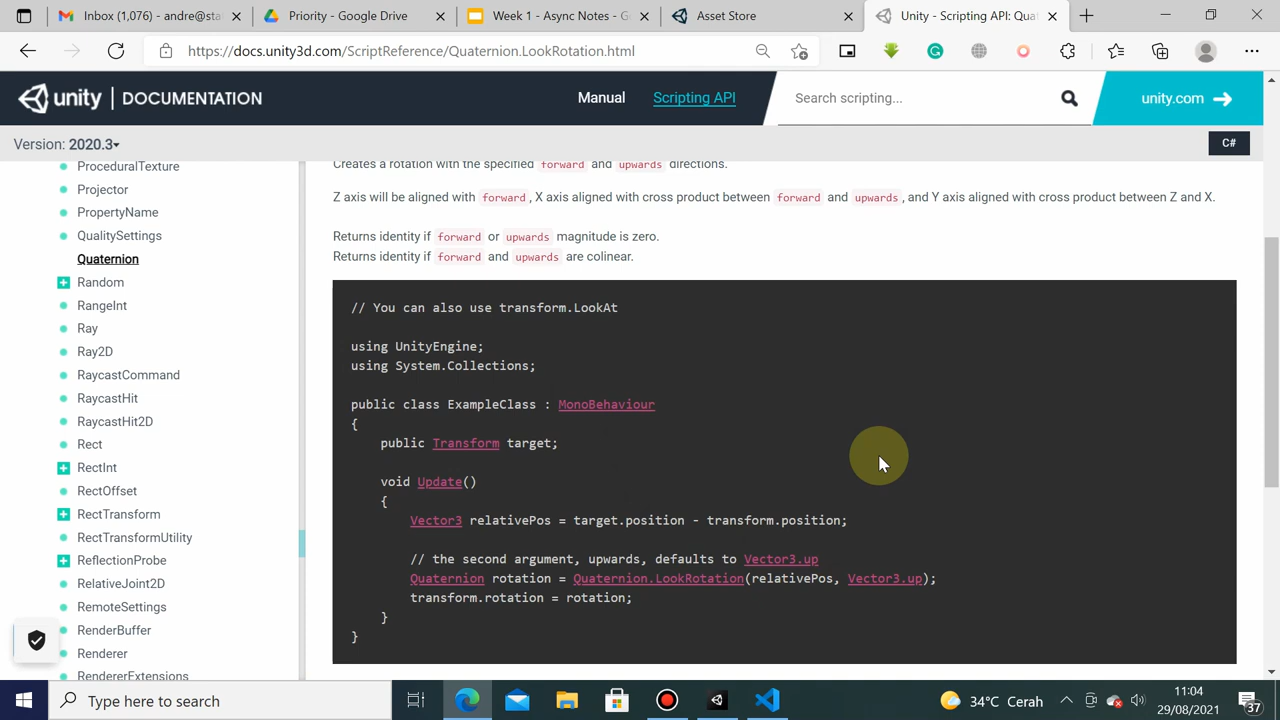 Inbox (1,076) - andre@sta
Priority - Google Drive
Week 1 - Async Notes - G
Asset Store
Unity - Scripting API: Qua
https://docs.unity3d.com/ScriptReference/Quaternion.LookRotation.html
unity | DOCUMENTATION
Manual
Scripting API
Search scripting...
unity.com
Version: 2020.3
C#
ProceduralTexture
Projector
PropertyName
QualitySettings
Quaternion
Random
RangeInt
Ray
Ray2D
RaycastCommand
RaycastHit
RaycastHit2D
Rect
RectInt
RectOffset
RectTransform
RectTransformUtility
ReflectionProbe
RelativeJoint2D
RemoteSettings
RenderBuffer
Renderer
RendererExtensions
Creates a rotation with the specified forward and upwards directions.
Z axis will be aligned with forward, X axis aligned with cross product between forward and upwards, and Y axis aligned with cross product between Z and X.
Returns identity if forward or upwards magnitude is zero.
Returns identity if forward and upwards are colinear.
// You can also use transform.LookAt
using UnityEngine;
using System.Collections;
public class ExampleClass : MonoBehaviour
{
public Transform target;
void Update()
{
Vector3 relativePos = target.position - transform.position;
// the second argument, upwards, defaults to Vector3.up
Quaternion rotation = Quaternion.LookRotation(relativePos, Vector3.up);
transform.rotation = rotation;
}
}
Type here to search
34°C Cerah
11:04
29/08/2021
37